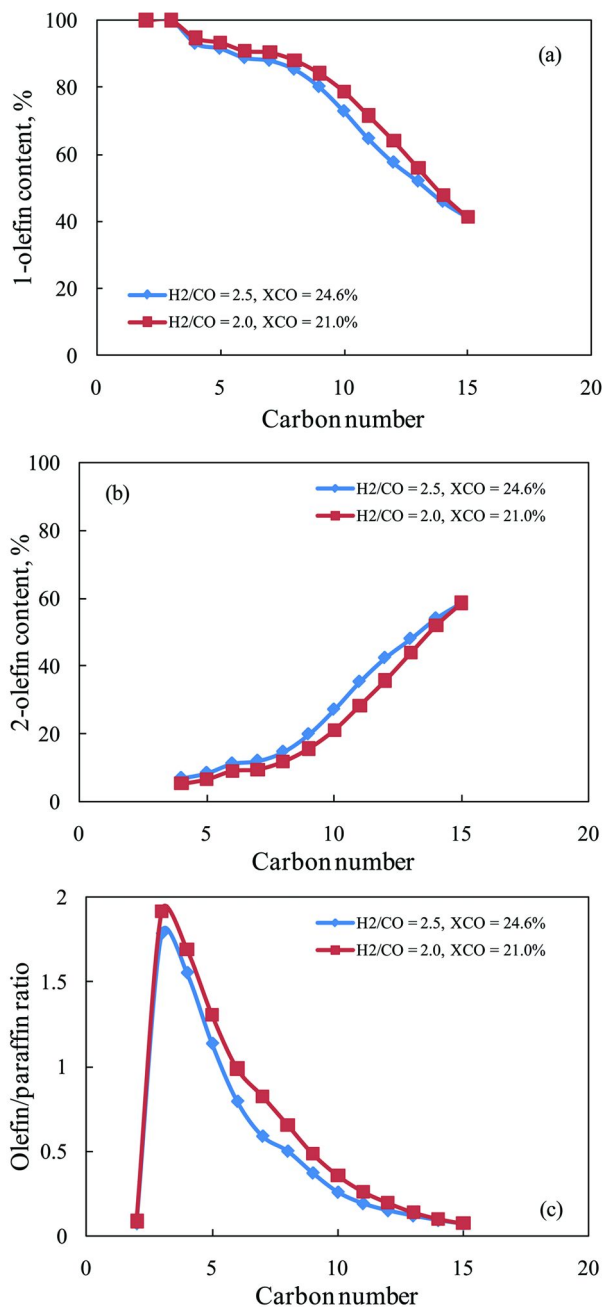 100
(a)
80
60
40
20
0
1-olefin content, %
H2/CO = 2.5, XCO = 24.6%
H2/CO = 2.0, XCO = 21.0%
0 5 10 15 20
Carbon number
100
(b)
80
60
40
20
0
2-olefin content, %
H2/CO = 2.5, XCO = 24.6%
H2/CO = 2.0, XCO = 21.0%
0 5 10 15 20
Carbon number
2
1.5
1
0.5
0
Olefin/paraffin ratio
H2/CO = 2.5, XCO = 24.6%
H2/CO = 2.0, XCO = 21.0%
(c)
0 5 10 15 20
Carbon number